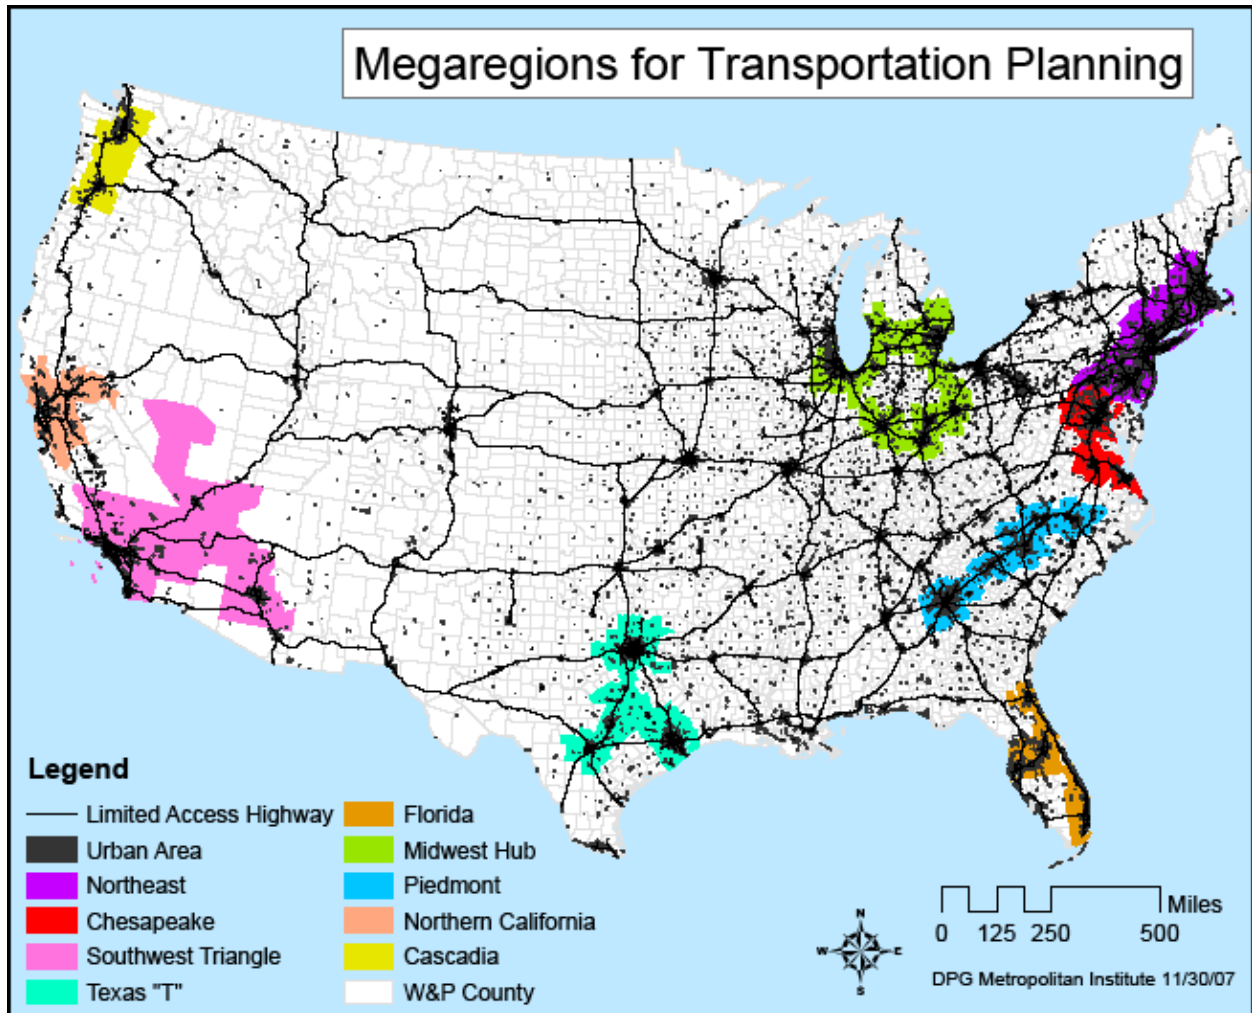 Megaregions for Transportation Planning
Legend
Limited Access Highway
Urban Area
Northeast
Chesapeake
Southwest Triangle
Texas "T"
Florida
Midwest Hub
Piedmont
Northern California
Cascadia
W&P County
N
W E
S
Miles
0 125 250 500
DPG Metropolitan Institute 11/30/07